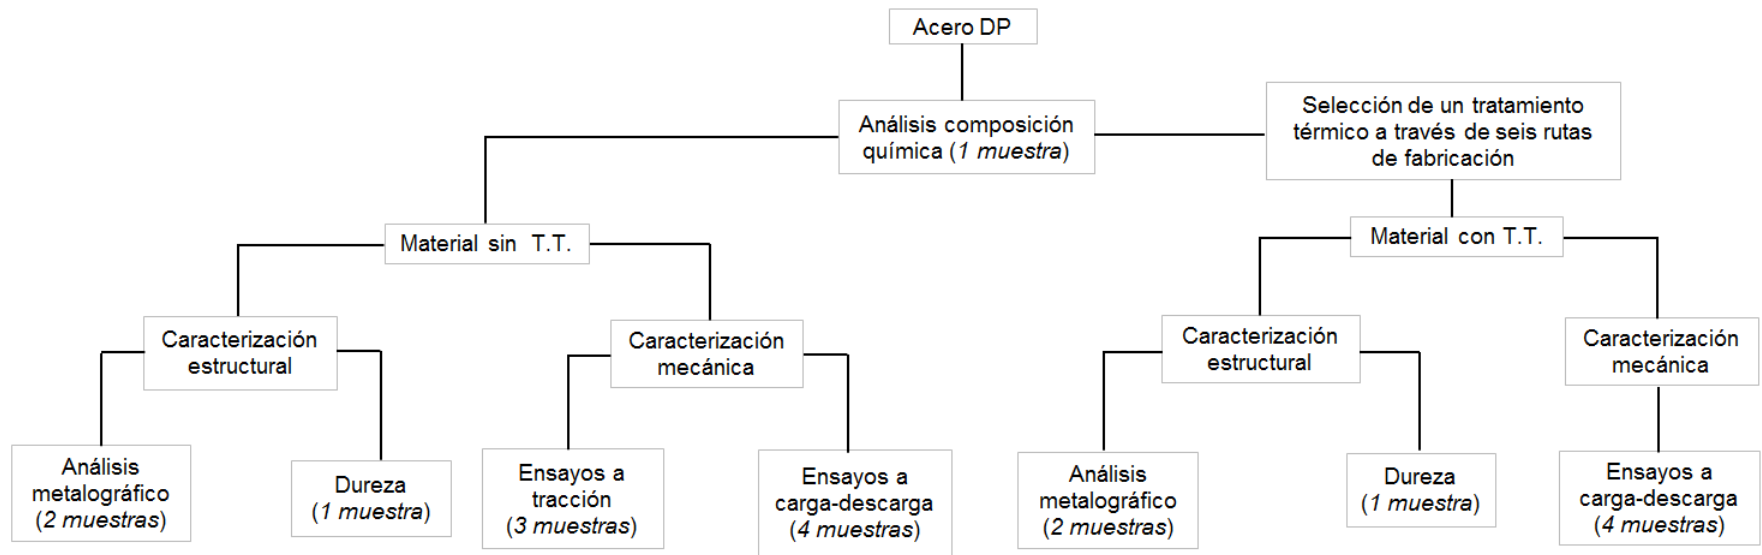 Acero DP
Análisis composición
química (1 muestra)
Selección de un tratamiento
térmico a través de seis rutas
de fabricación
Material sin T.T.
Material con T.T.
Caracterización
estructural
Caracterización
mecánica
Caracterización
estructural
Caracterización
mecánica
Análisis
metalográfico
(2 muestras)
Dureza
(1 muestra)
Ensayos a
tracción
(3 muestras)
Ensayos a
carga-descarga
(4 muestras)
Análisis
metalográfico
(2 muestras)
Dureza
(1 muestra)
Ensayos a
carga-descarga
(4 muestras)